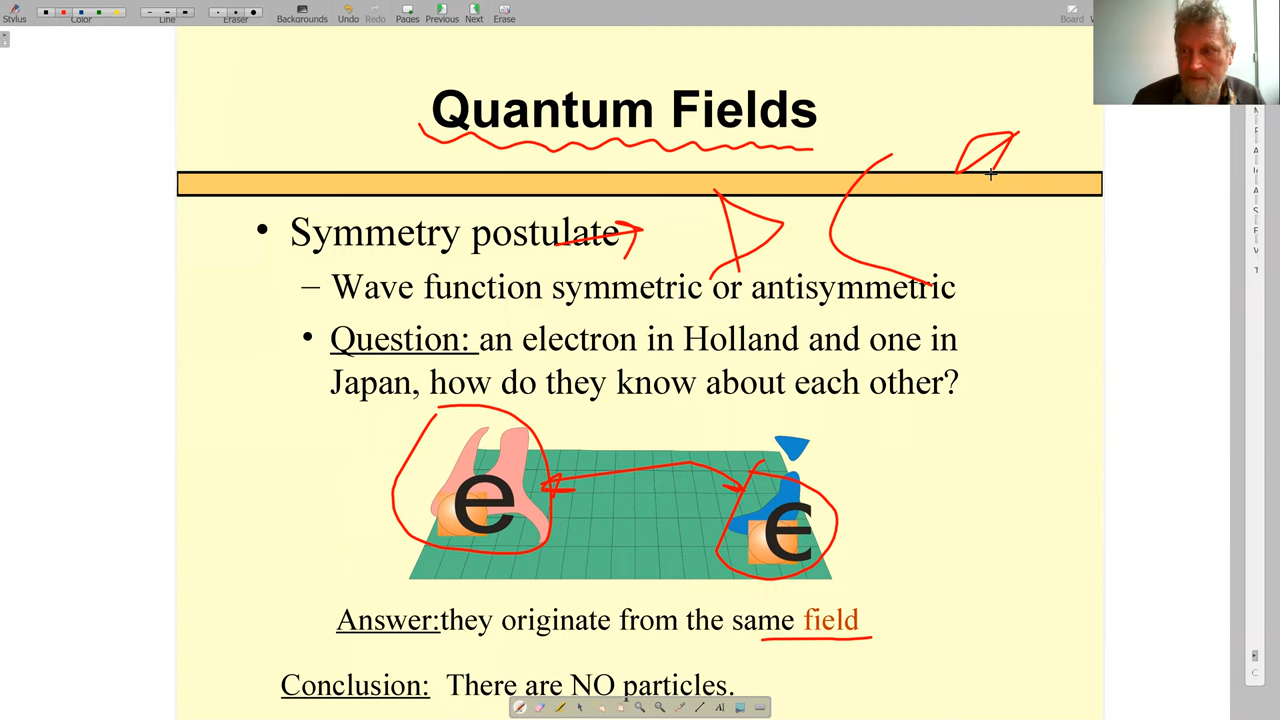 Stylus Color Line Eraser Backgrounds Undo Redo Pages Previous Next Erase Board
Quantum Fields
• Symmetry postulate
– Wave function symmetric or antisymmetric
• Question: an electron in Holland and one in
Japan, how do they know about each other?
e e
Answer:they originate from the same field
Conclusion: There are NO particles.